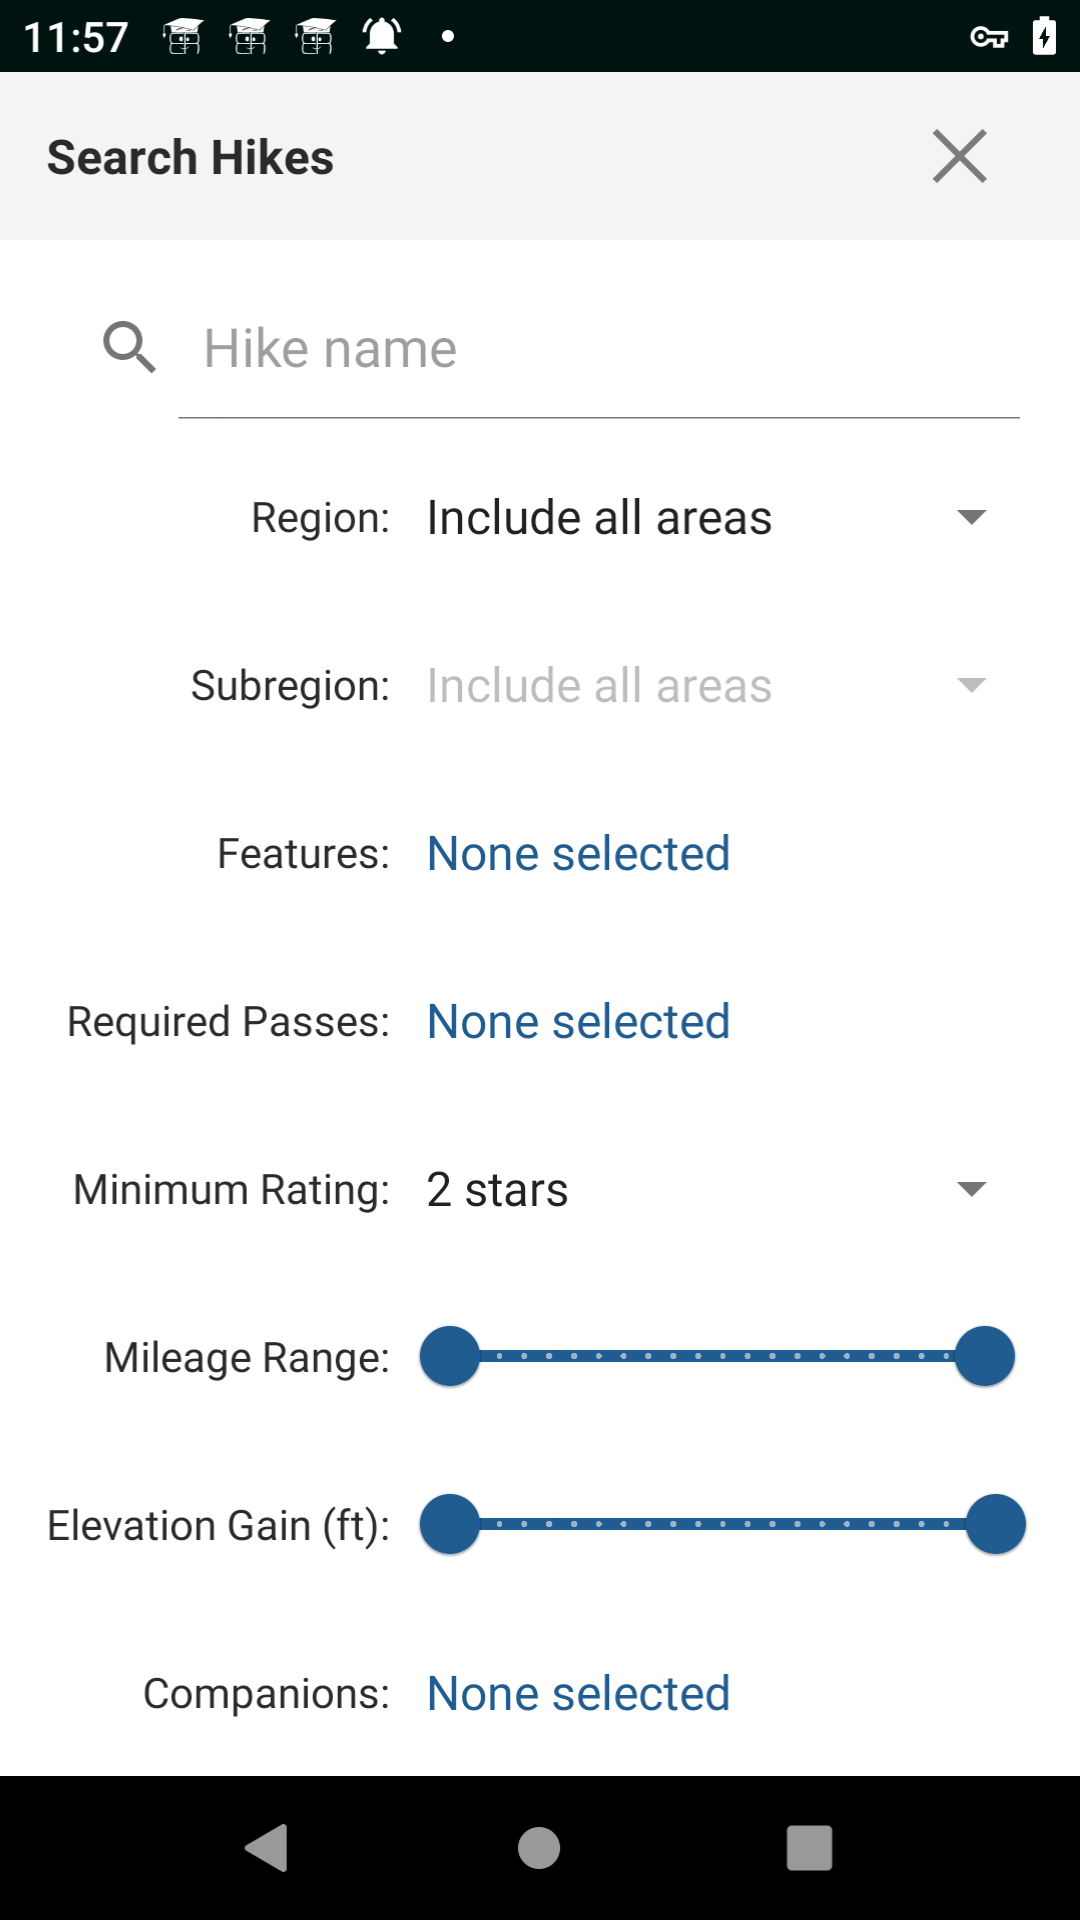 11:57
Search Hikes
Hike name
Region: Include all areas
Subregion: Include all areas
Features: None selected
Required Passes: None selected
Minimum Rating: 2 stars
Mileage Range:
Elevation Gain (ft):
Companions: None selected